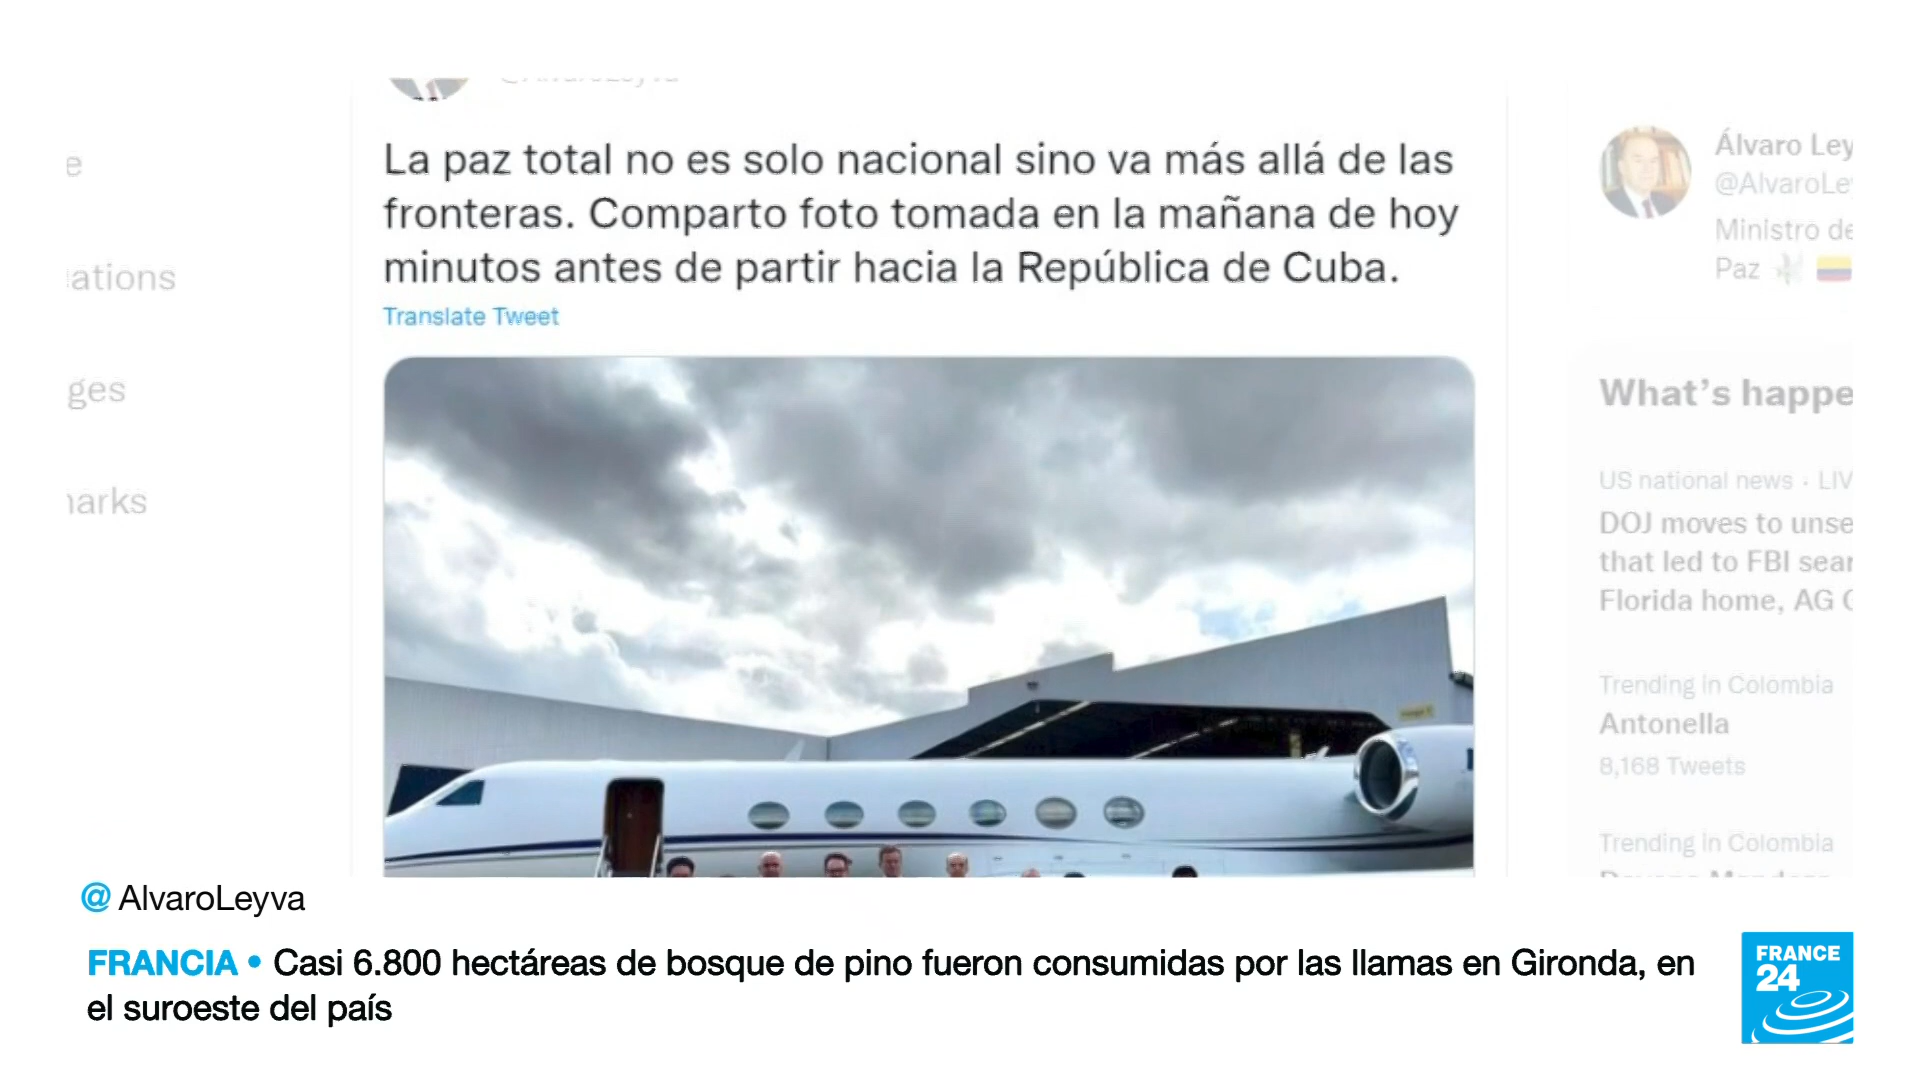 La paz total no es solo nacional sino va más allá de las
fronteras. Comparto foto tomada en la mañana de hoy
minutos antes de partir hacia la República de Cuba.
Translate Tweet
e
ations
ges
arks
Álvaro Ley
@AlvaroLe
Ministro de
Paz
What's happe
US national news · LIV
DOJ moves to unse
that led to FBI sear
Florida home, AG G
Trending in Colombia
Antonella
8,168 Tweets
Trending in Colombia
@AlvaroLeyva
FRANCIA • Casi 6.800 hectáreas de bosque de pino fueron consumidas por las llamas en Gironda, en
el suroeste del país
FRANCE
24